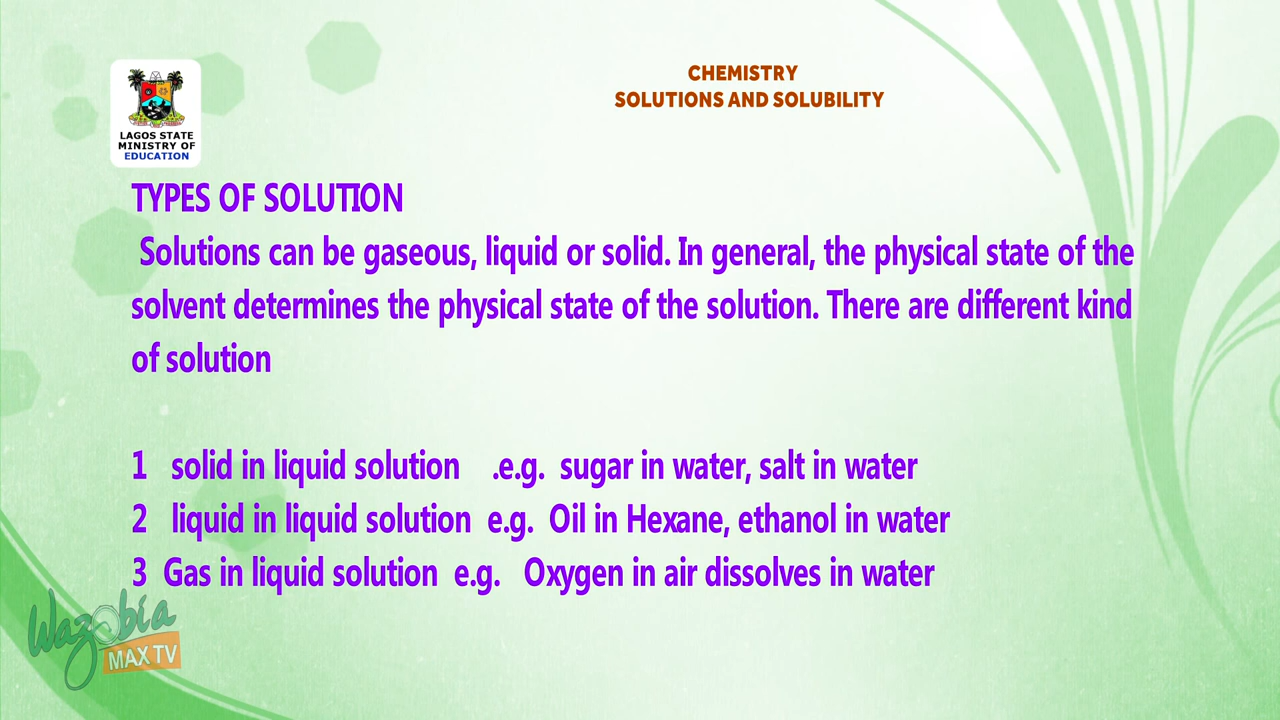 CHEMISTRY
SOLUTIONS AND SOLUBILITY
LAGOS STATE
MINISTRY OF
EDUCATION
TYPES OF SOLUTION
Solutions can be gaseous, liquid or solid. In general, the physical state of the
solvent determines the physical state of the solution. There are different kind
of solution
1 solid in liquid solution .e.g. sugar in water, salt in water
2 liquid in liquid solution e.g. Oil in Hexane, ethanol in water
3 Gas in liquid solution e.g. Oxygen in air dissolves in water
Wazobia
MAX TV